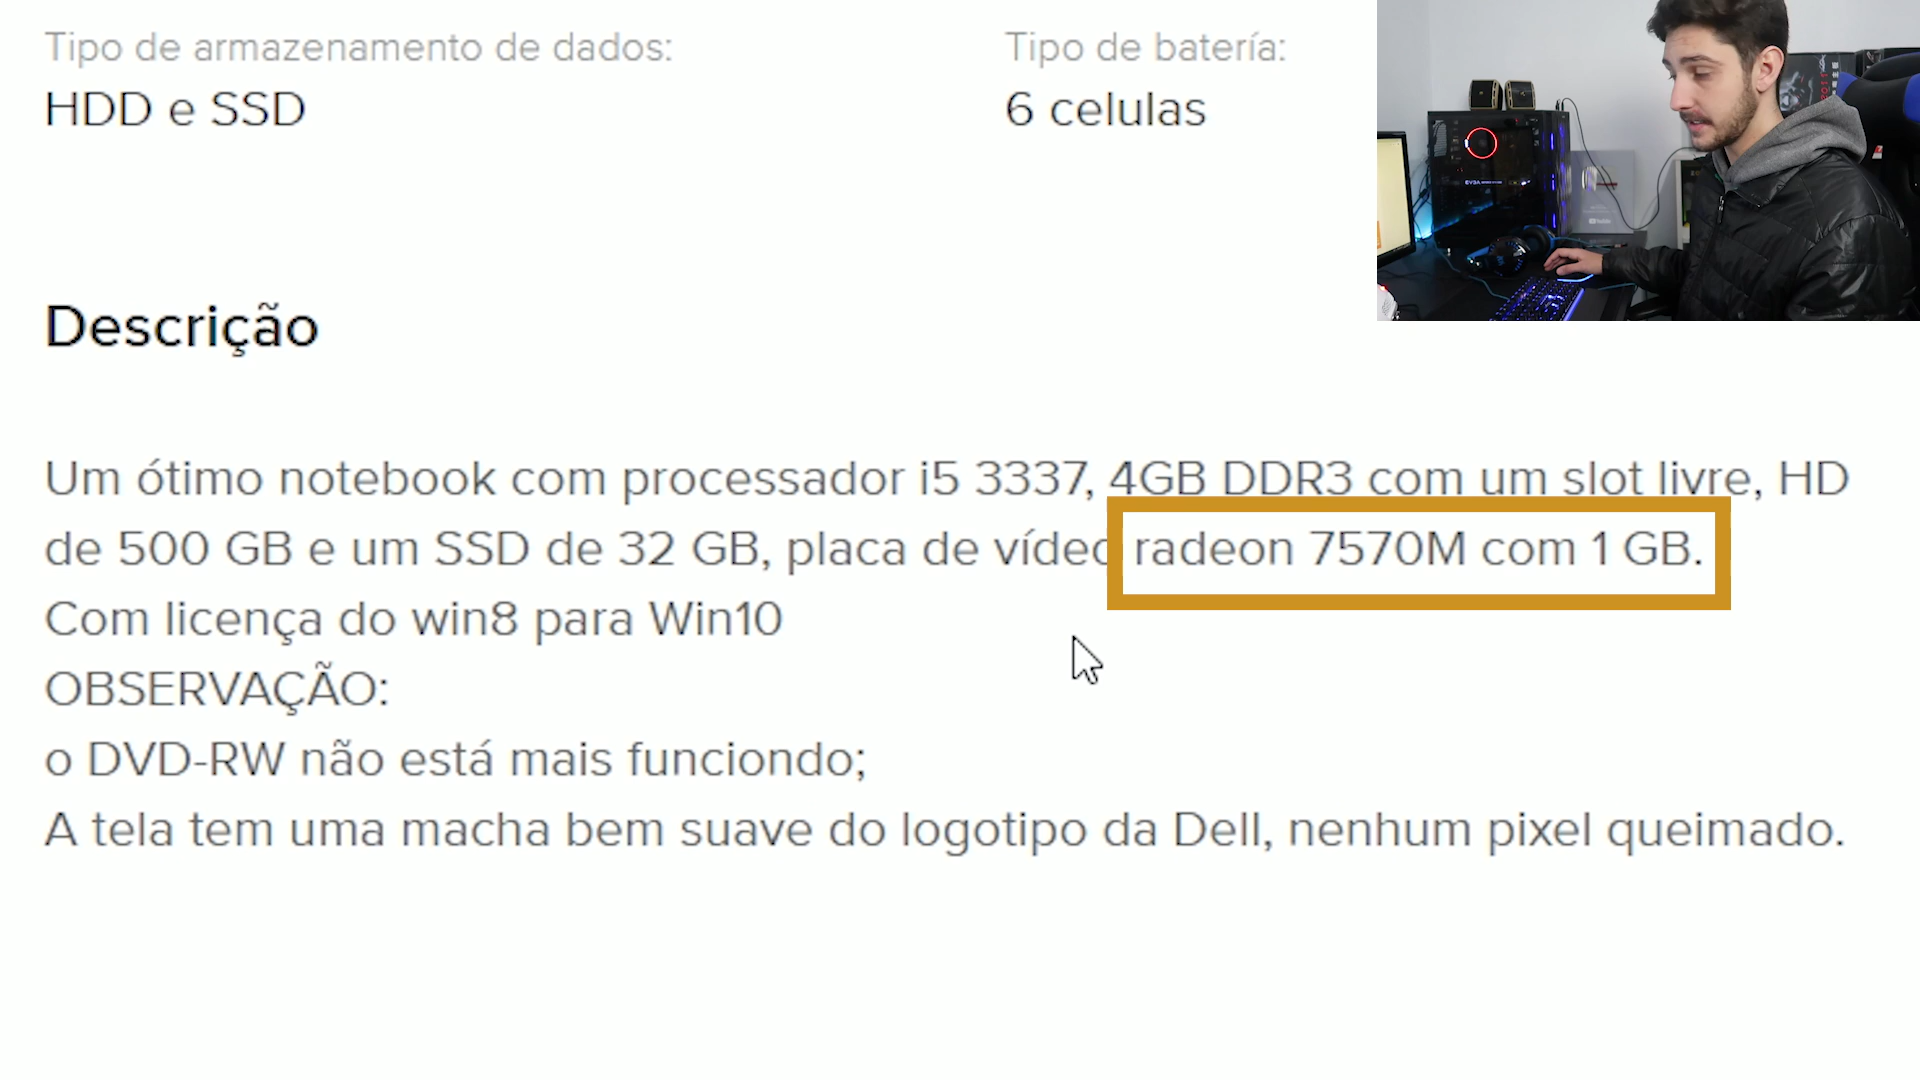 Tipo de armazenamento de dados:
HDD e SSD
Tipo de batería:
6 celulas
Descrição
Um ótimo notebook com processador i5 3337, 4GB DDR3 com um slot livre, HD
de 500 GB e um SSD de 32 GB, placa de vídeo radeon 7570M com 1 GB.
Com licença do win8 para Win10
OBSERVAÇÃO:
o DVD-RW não está mais funciondo;
A tela tem uma macha bem suave do logotipo da Dell, nenhum pixel queimado.
EVGA
YouTube